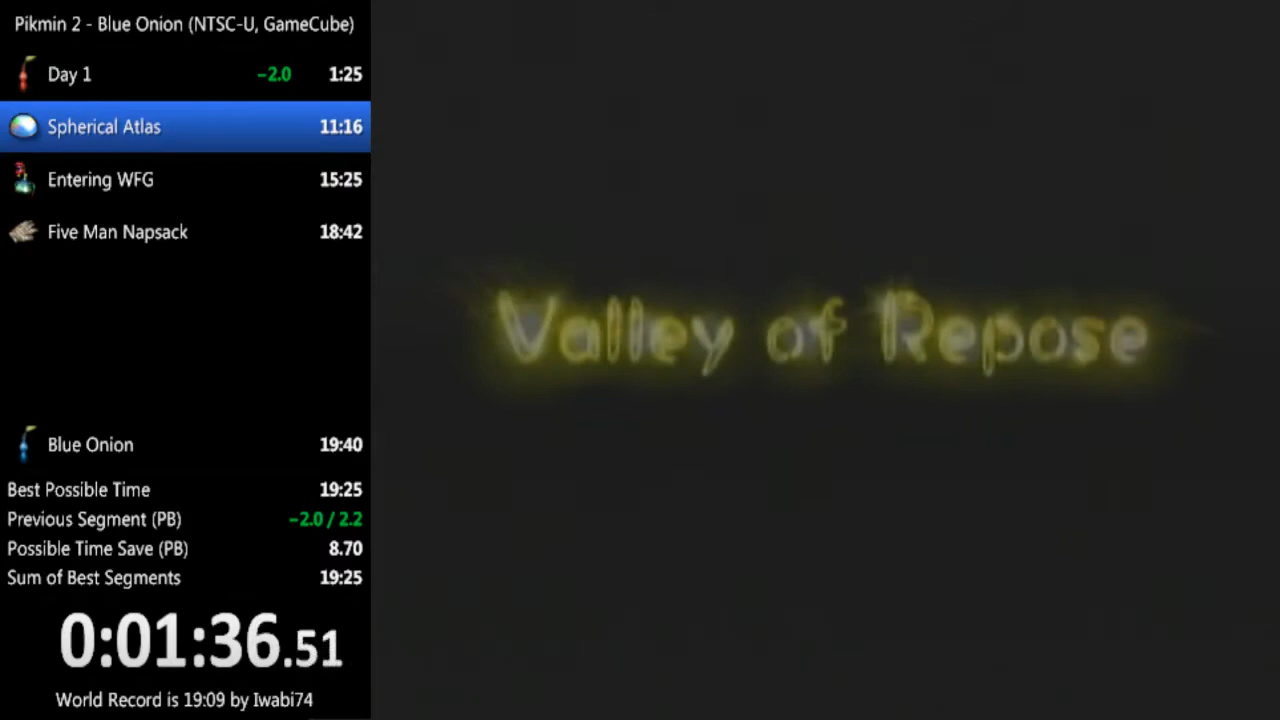 Pikmin 2 - Blue Onion (NTSC-U, GameCube)
Day 1 −2.0 1:25
Spherical Atlas 11:16
Entering WFG 15:25
Five Man Napsack 18:42
Valley of Repose
Blue Onion 19:40
Best Possible Time 19:25
Previous Segment (PB) −2.0 / 2.2
Possible Time Save (PB) 8.70
Sum of Best Segments 19:25
0:01:36.51
World Record is 19:09 by Iwabi74